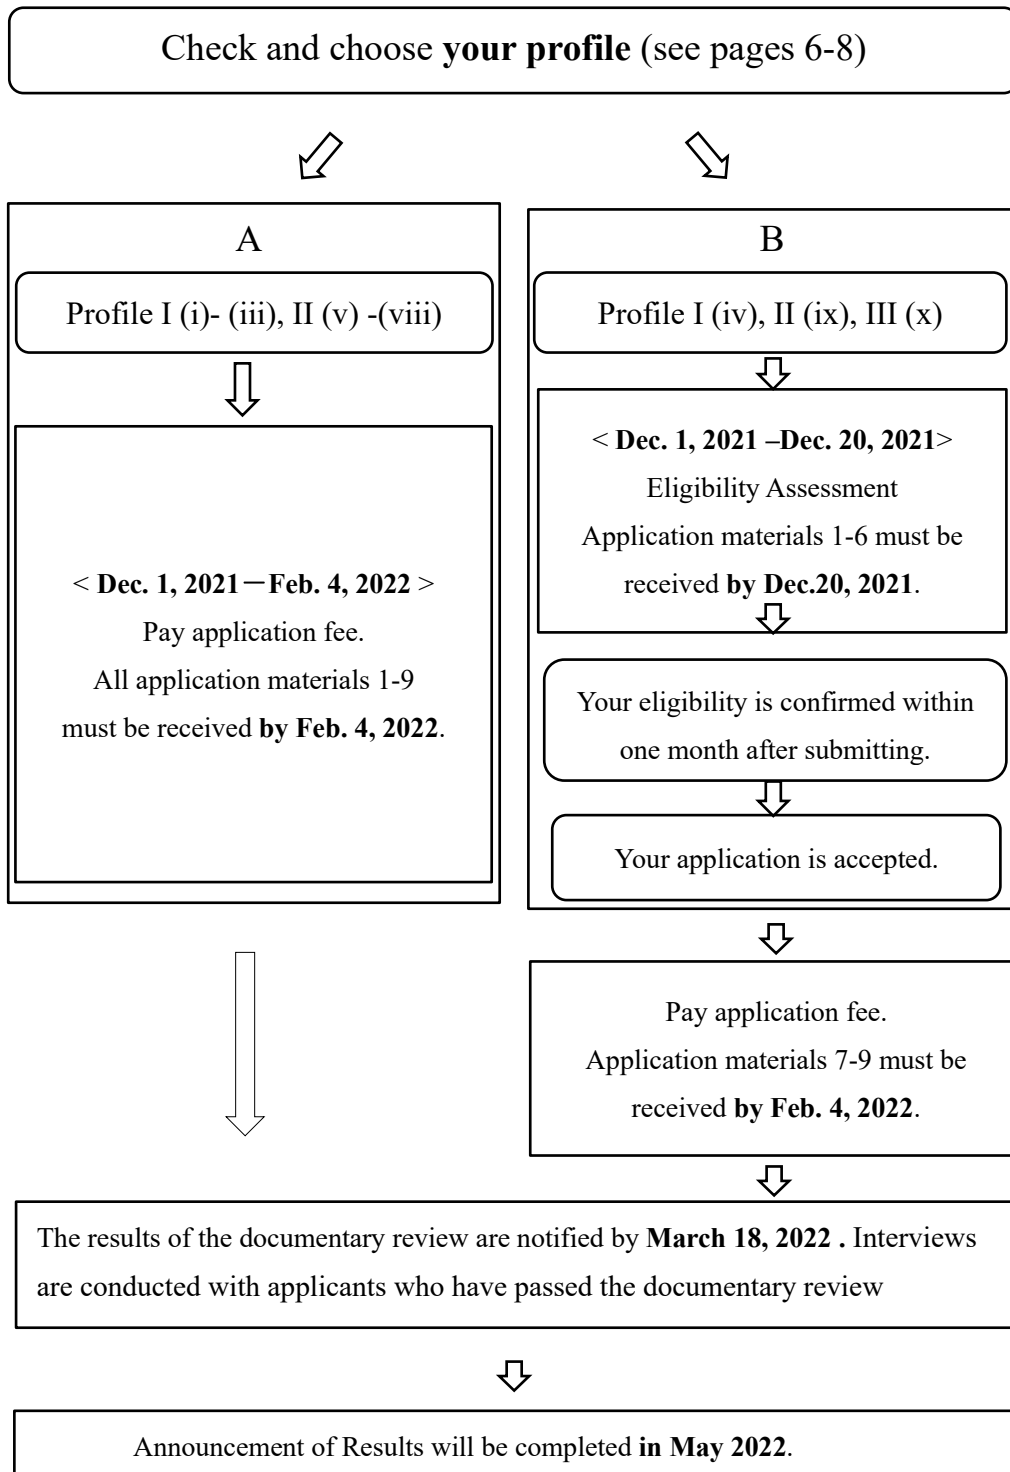 Check and choose your profile (see pages 6-8)
A
Profile I (i)- (iii), II (v) -(viii)
< Dec. 1, 2021－Feb. 4, 2022 >
Pay application fee.
All application materials 1-9
must be received by Feb. 4, 2022.
B
Profile I (iv), II (ix), III (x)
< Dec. 1, 2021 –Dec. 20, 2021>
Eligibility Assessment
Application materials 1-6 must be
received by Dec.20, 2021.
Your eligibility is confirmed within
one month after submitting.
Your application is accepted.
Pay application fee.
Application materials 7-9 must be
received by Feb. 4, 2022.
The results of the documentary review are notified by March 18, 2022 . Interviews
are conducted with applicants who have passed the documentary review
Announcement of Results will be completed in May 2022.